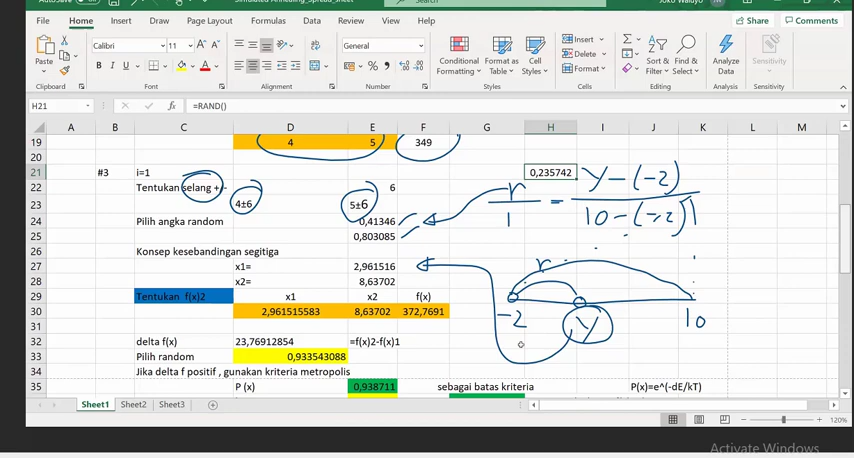 Simulated Annealing_Spread_sheet
Joko Waluyo
File Home Insert Draw Page Layout Formulas Data Review View Help
Share Comments
Paste
Calibri 11
General
Conditional Formatting
Format as Table
Cell Styles
Insert
Delete
Format
Sort & Filter
Find & Select
Analyze Data
Sensitivity
Clipboard Font Alignment Number Styles Cells Editing Analysis Sensitivity
H21 fx =RAND()
A B C D E F G H I J K L M
19 4 5 349
20
21 #3 i=1 0,235742
22 Tentukan selang +/- 6
23 4±6 5±6
24 Pilih angka random 0,41346
25 0,803085
26 Konsep kesebandingan segitiga
27 x1= 2,961516
28 x2= 8,63702
29 Tentukan f(x)2 x1 x2 f(x)
30 2,961515583 8,63702 372,7691
31
32 delta f(x) 23,76912837 =f(x)2-f(x)1
33 Pilih random 0,933543088
34 Jika delta f positif , gunakan kriteria metropolis
35 P (x) 0,938711 sebagai batas kriteria P(x)=e^(-dE/kT)
r/1 = y-(-2)/10-(-2)
r
-2 y 10
Sheet1 Sheet2 Sheet3
120%
Activate Windows